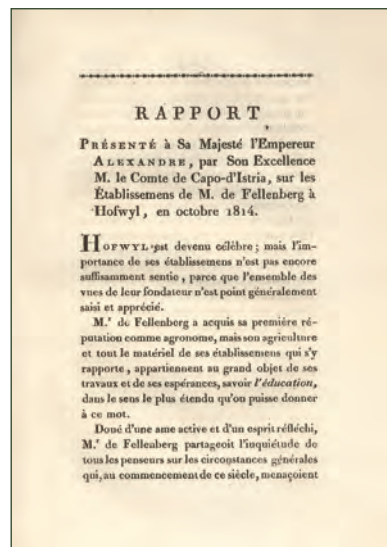 RAPPORT
PRÉSENTÉ à Sa Majesté l'Empereur
ALEXANDRE, par Son Excellence
M. le Comte de Capo-d'Istria, sur les
Établissemens de M. de Fellenberg à
Hofwyl, en octobre 1814.
HOFWYL est devenu célèbre; mais l'im-
portance de ses établissemens n'est pas encore
suffisamment sentie, parce que l'ensemble des
vues de leur fondateur n'est point généralement
saisi et apprécié.
M.r de Fellenberg a acquis sa première ré-
putation comme agronome, mais son agriculture
et tout le matériel de ses établissemens qui s'y
rapporte, appartiennent au grand objet de ses
travaux et de ses espérances, savoir l'éducation,
dans le sens le plus étendu qu'on puisse donner
à ce mot.
Doué d'une ame active et d'un esprit réfléchi,
M.r de Fellenberg partageoit l'inquiétude de
tous les penseurs sur les circonstances générales
qui, au commencement de ce siècle, menaçoient